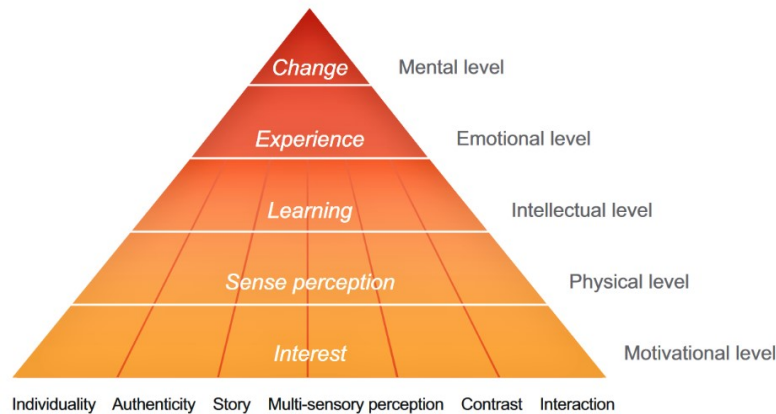 Change Mental level
Experience Emotional level
Learning Intellectual level
Sense perception Physical level
Interest Motivational level
Individuality Authenticity Story Multi-sensory perception Contrast Interaction